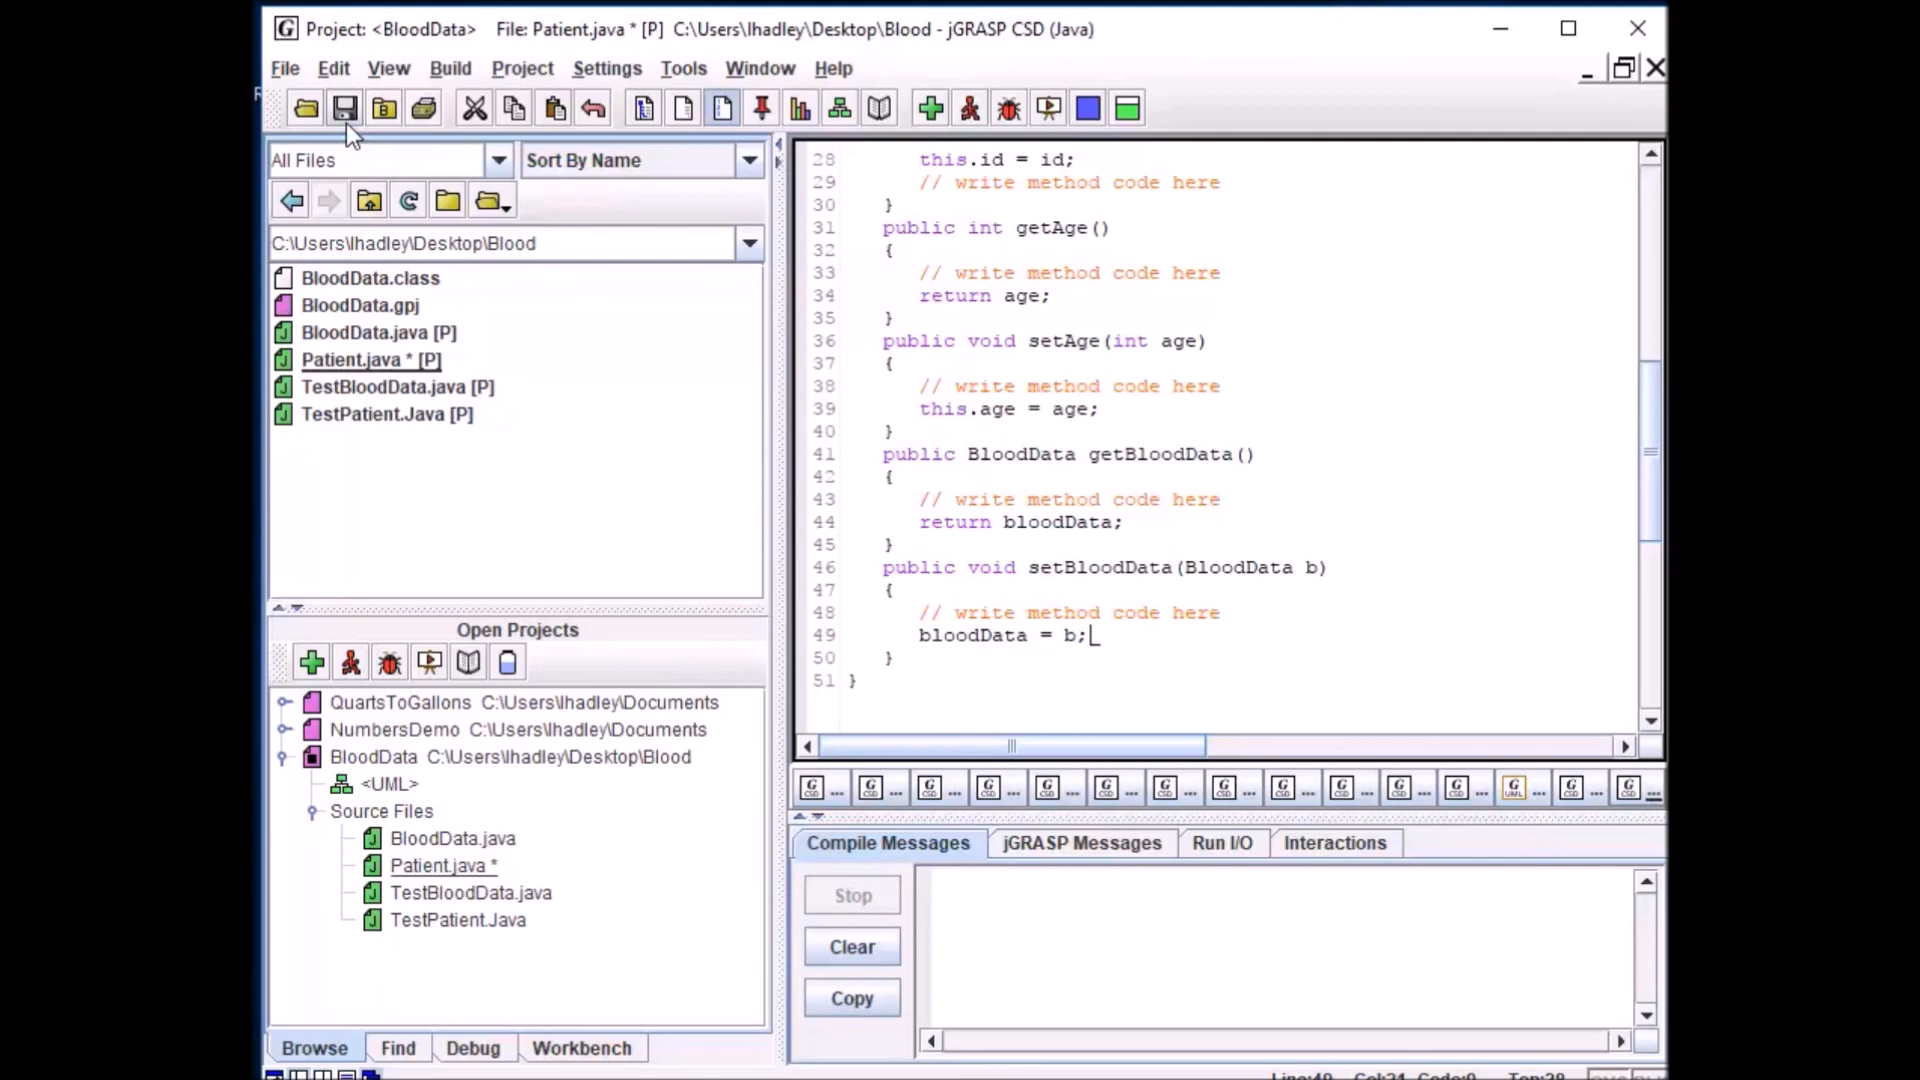 Project: <BloodData>    File: Patient.java * [P]  C:\Users\lhadley\Desktop\Blood - jGRASP CSD (Java)
File Edit View Build Project Settings Tools Window Help
All Files
Sort By Name
C:\Users\lhadley\Desktop\Blood
BloodData.class
BloodData.gpj
BloodData.java [P]
Patient.java * [P]
TestBloodData.java [P]
TestPatient.Java [P]
Open Projects
QuartsToGallons  C:\Users\lhadley\Documents
NumbersDemo  C:\Users\lhadley\Documents
BloodData  C:\Users\lhadley\Desktop\Blood
<UML>
Source Files
BloodData.java
Patient.java *
TestBloodData.java
TestPatient.Java
Browse Find Debug Workbench
28 this.id = id;
29 // write method code here
30 }
31 public int getAge()
32 {
33 // write method code here
34 return age;
35 }
36 public void setAge(int age)
37 {
38 // write method code here
39 this.age = age;
40 }
41 public BloodData getBloodData()
42 {
43 // write method code here
44 return bloodData;
45 }
46 public void setBloodData(BloodData b)
47 {
48 // write method code here
49 bloodData = b;
50 }
51 }
Compile Messages jGRASP Messages Run I/O Interactions
Stop
Clear
Copy